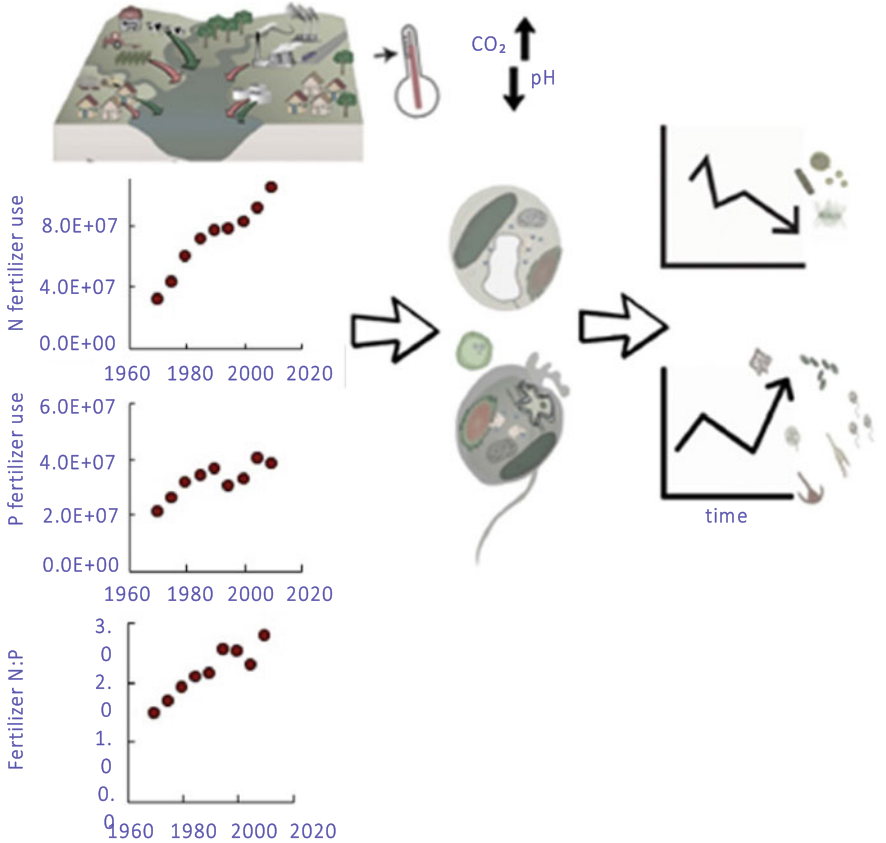 CO₂
pH
N fertilizer use
8.0E+07
4.0E+07
0.0E+00
1960 1980 2000 2020
P fertilizer use
6.0E+07
4.0E+07
2.0E+07
0.0E+00
1960 1980 2000 2020
Fertilizer N:P
3.
0
2.
0
1.
0
0.
0
1960 1980 2000 2020
time